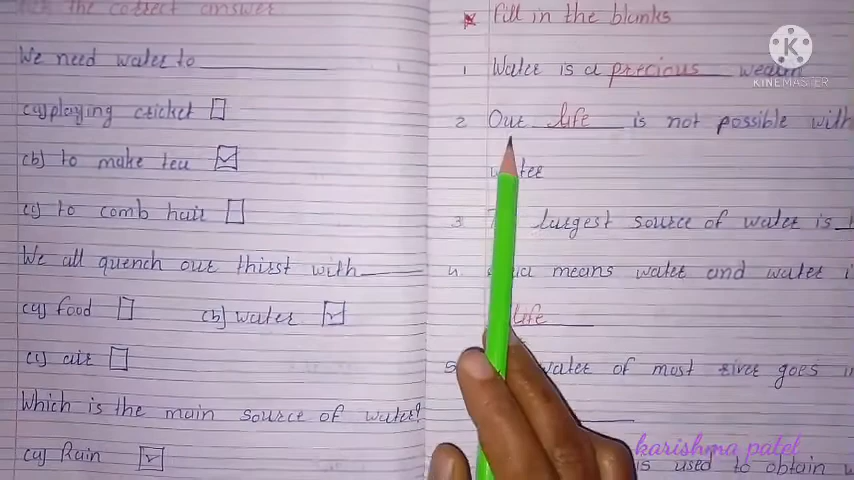 the correct answer
We need water to
(a) playing cricket
(b) to make tea
(c) to comb hair
We all quench our thirst with
(a) food (b) water
(c) air
Which is the main source of water?
(a) Rain
* Fill in the blanks
1 Water is a precious wealth
2 Our life is not possible with
water
3 largest source of water is
4 means water and water i
life
5 water of most river goes in
is used to obtain w
KINEMASTER
karishma patel